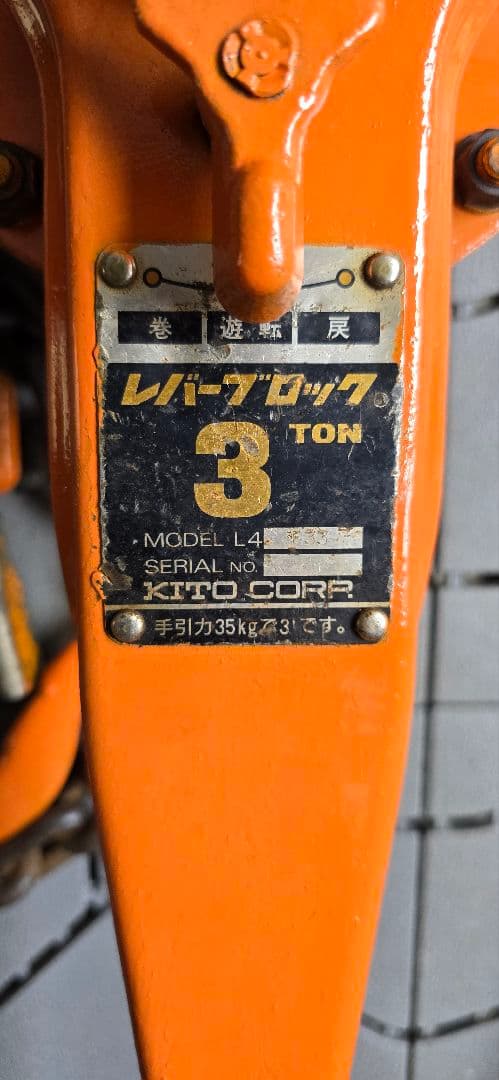 巻 遊転 戻
レバーブロック
3 TON
MODEL L4
SERIAL NO.
KITO CORP.
手引力35kgで3tです。